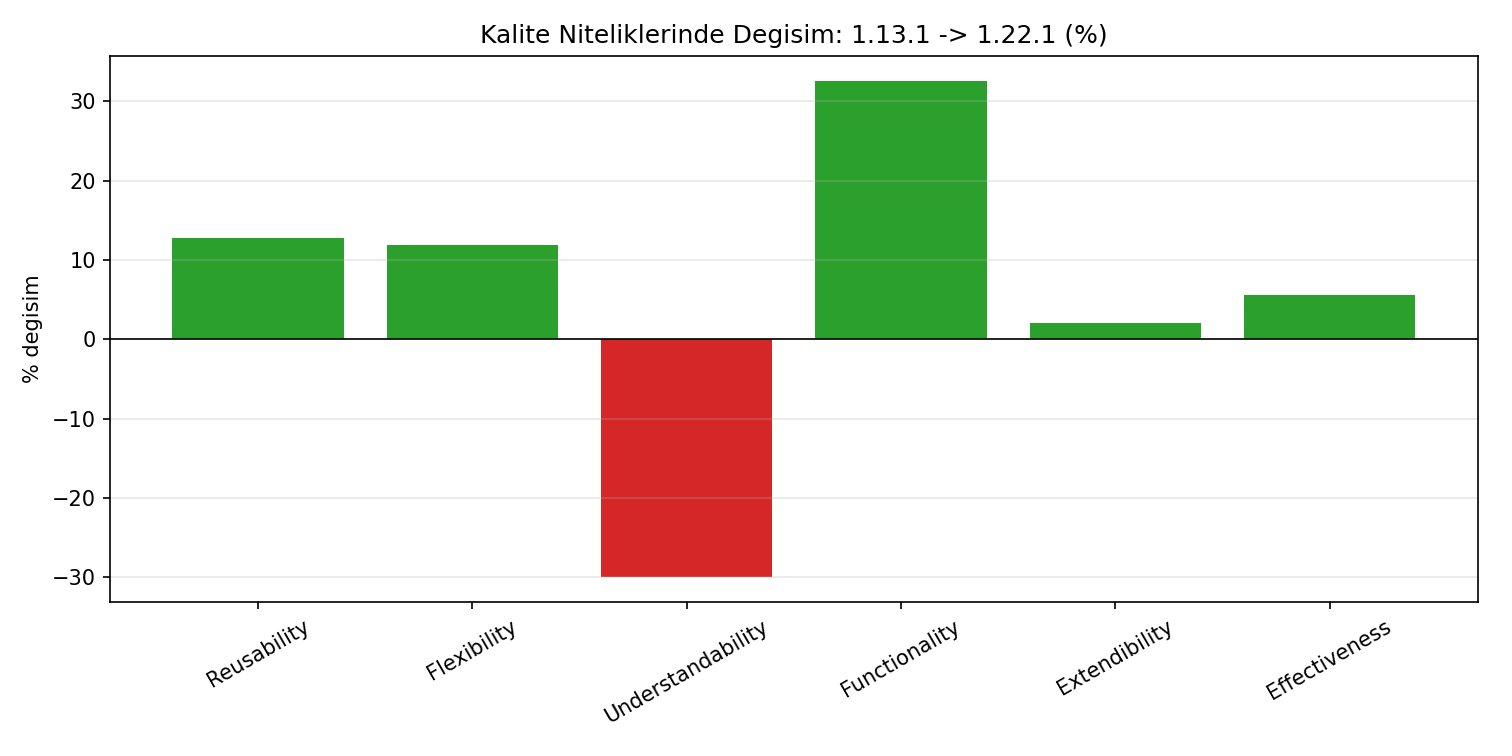 Kalite Niteliklerinde Degisim: 1.13.1 -> 1.22.1 (%)
% degisim
30
20
10
0
−10
−20
−30
Reusability
Flexibility
Understandability
Functionality
Extendibility
Effectiveness